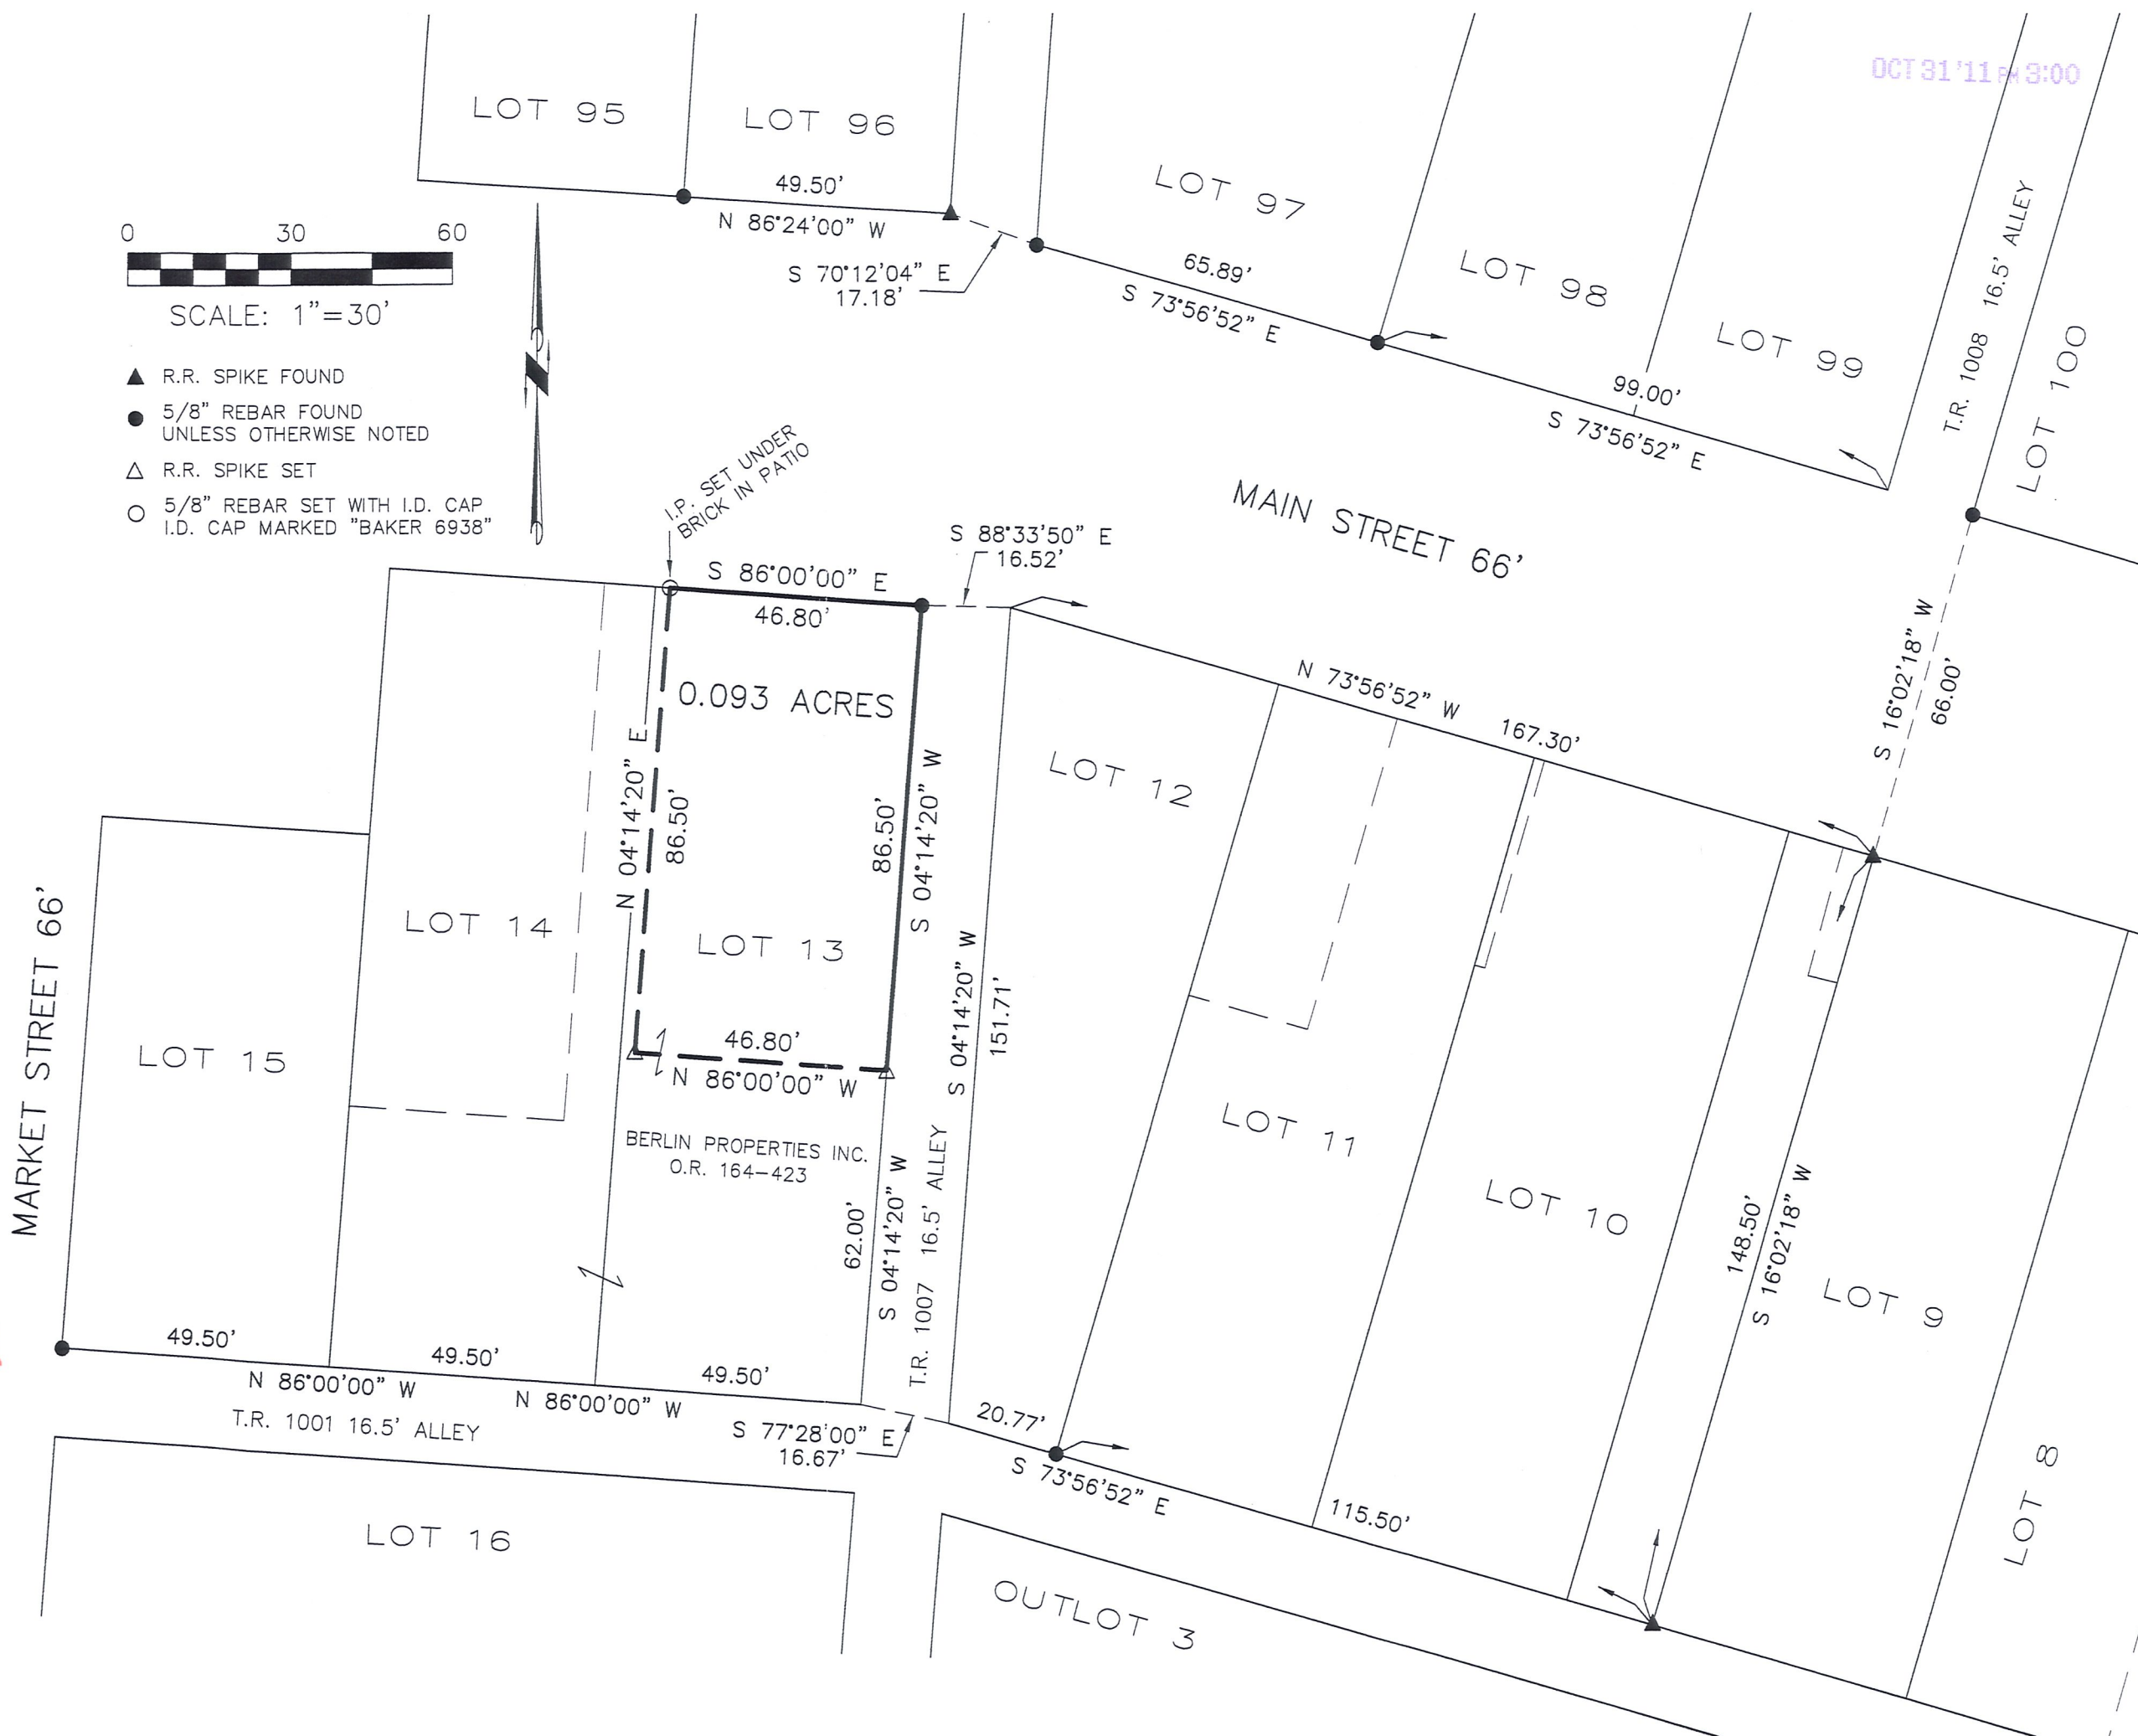 OCT 31 '11 PM 3:00
LOT 95
LOT 96
49.50'
N 86°24'00" W
S 70°12'04" E
17.18'
LOT 97
65.89'
S 73°56'52" E
LOT 98
LOT 99
99.00'
S 73°56'52" E
T.R. 1008 16.5' ALLEY
LOT 100
0 30 60
SCALE: 1"=30'
N
R.R. SPIKE FOUND
5/8" REBAR FOUND
UNLESS OTHERWISE NOTED
R.R. SPIKE SET
5/8" REBAR SET WITH I.D. CAP
I.D. CAP MARKED "BAKER 6938"
I.P. SET UNDER
BRICK IN PATIO
MAIN STREET 66'
S 88°33'50" E
16.52'
S 86°00'00" E
46.80'
0.093 ACRES
N 04°14'20" E
86.50'
86.50'
S 04°14'20" W
LOT 13
46.80'
N 86°00'00" W
BERLIN PROPERTIES INC.
O.R. 164-423
62.00'
S 04°14'20" W
T.R. 1007 16.5' ALLEY
S 04°14'20" W
151.71'
LOT 14
LOT 15
MARKET STREET 66'
49.50'
N 86°00'00" W
49.50'
N 86°00'00" W
49.50'
T.R. 1001 16.5' ALLEY
S 77°28'00" E
16.67'
LOT 16
N 73°56'52" W
167.30'
S 16°02'18" W
66.00'
LOT 12
LOT 11
LOT 10
148.50'
S 16°02'18" W
LOT 9
LOT 8
20.77'
S 73°56'52" E
115.50'
OUTLOT 3